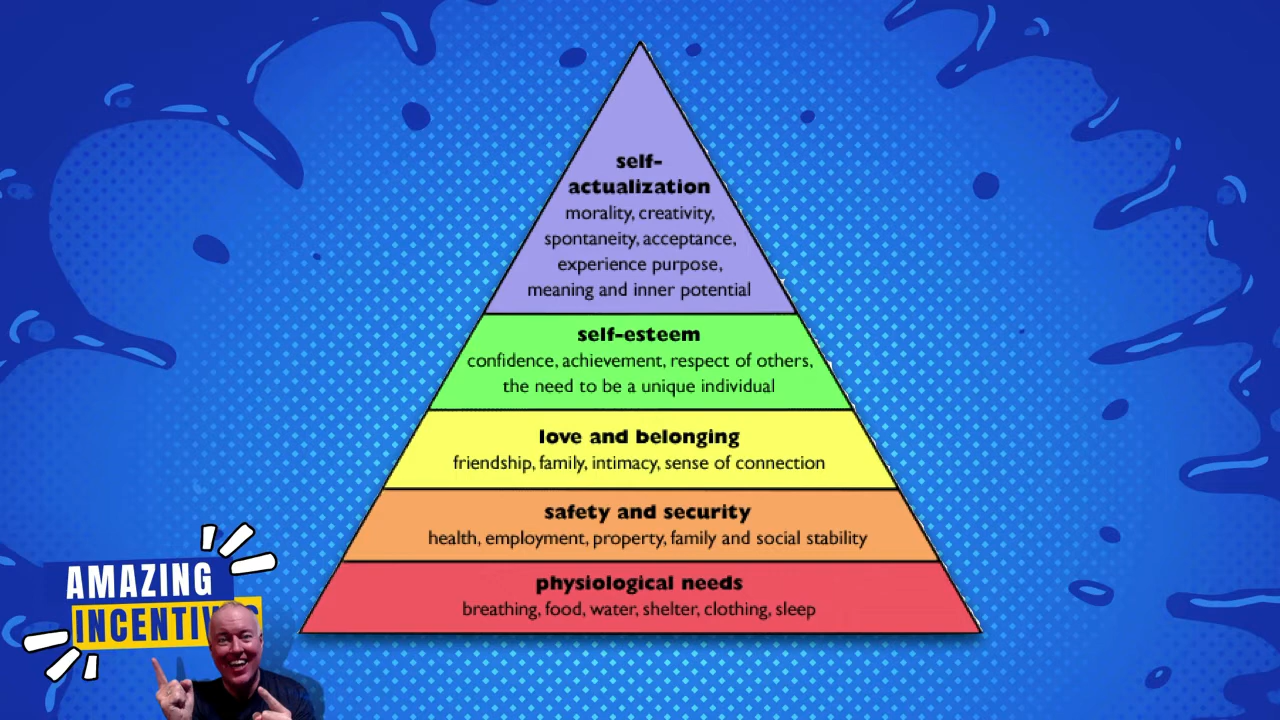 self-
actualization
morality, creativity,
spontaneity, acceptance,
experience purpose,
meaning and inner potential
self-esteem
confidence, achievement, respect of others,
the need to be a unique individual
love and belonging
friendship, family, intimacy, sense of connection
safety and security
health, employment, property, family and social stability
physiological needs
breathing, food, water, shelter, clothing, sleep
AMAZING